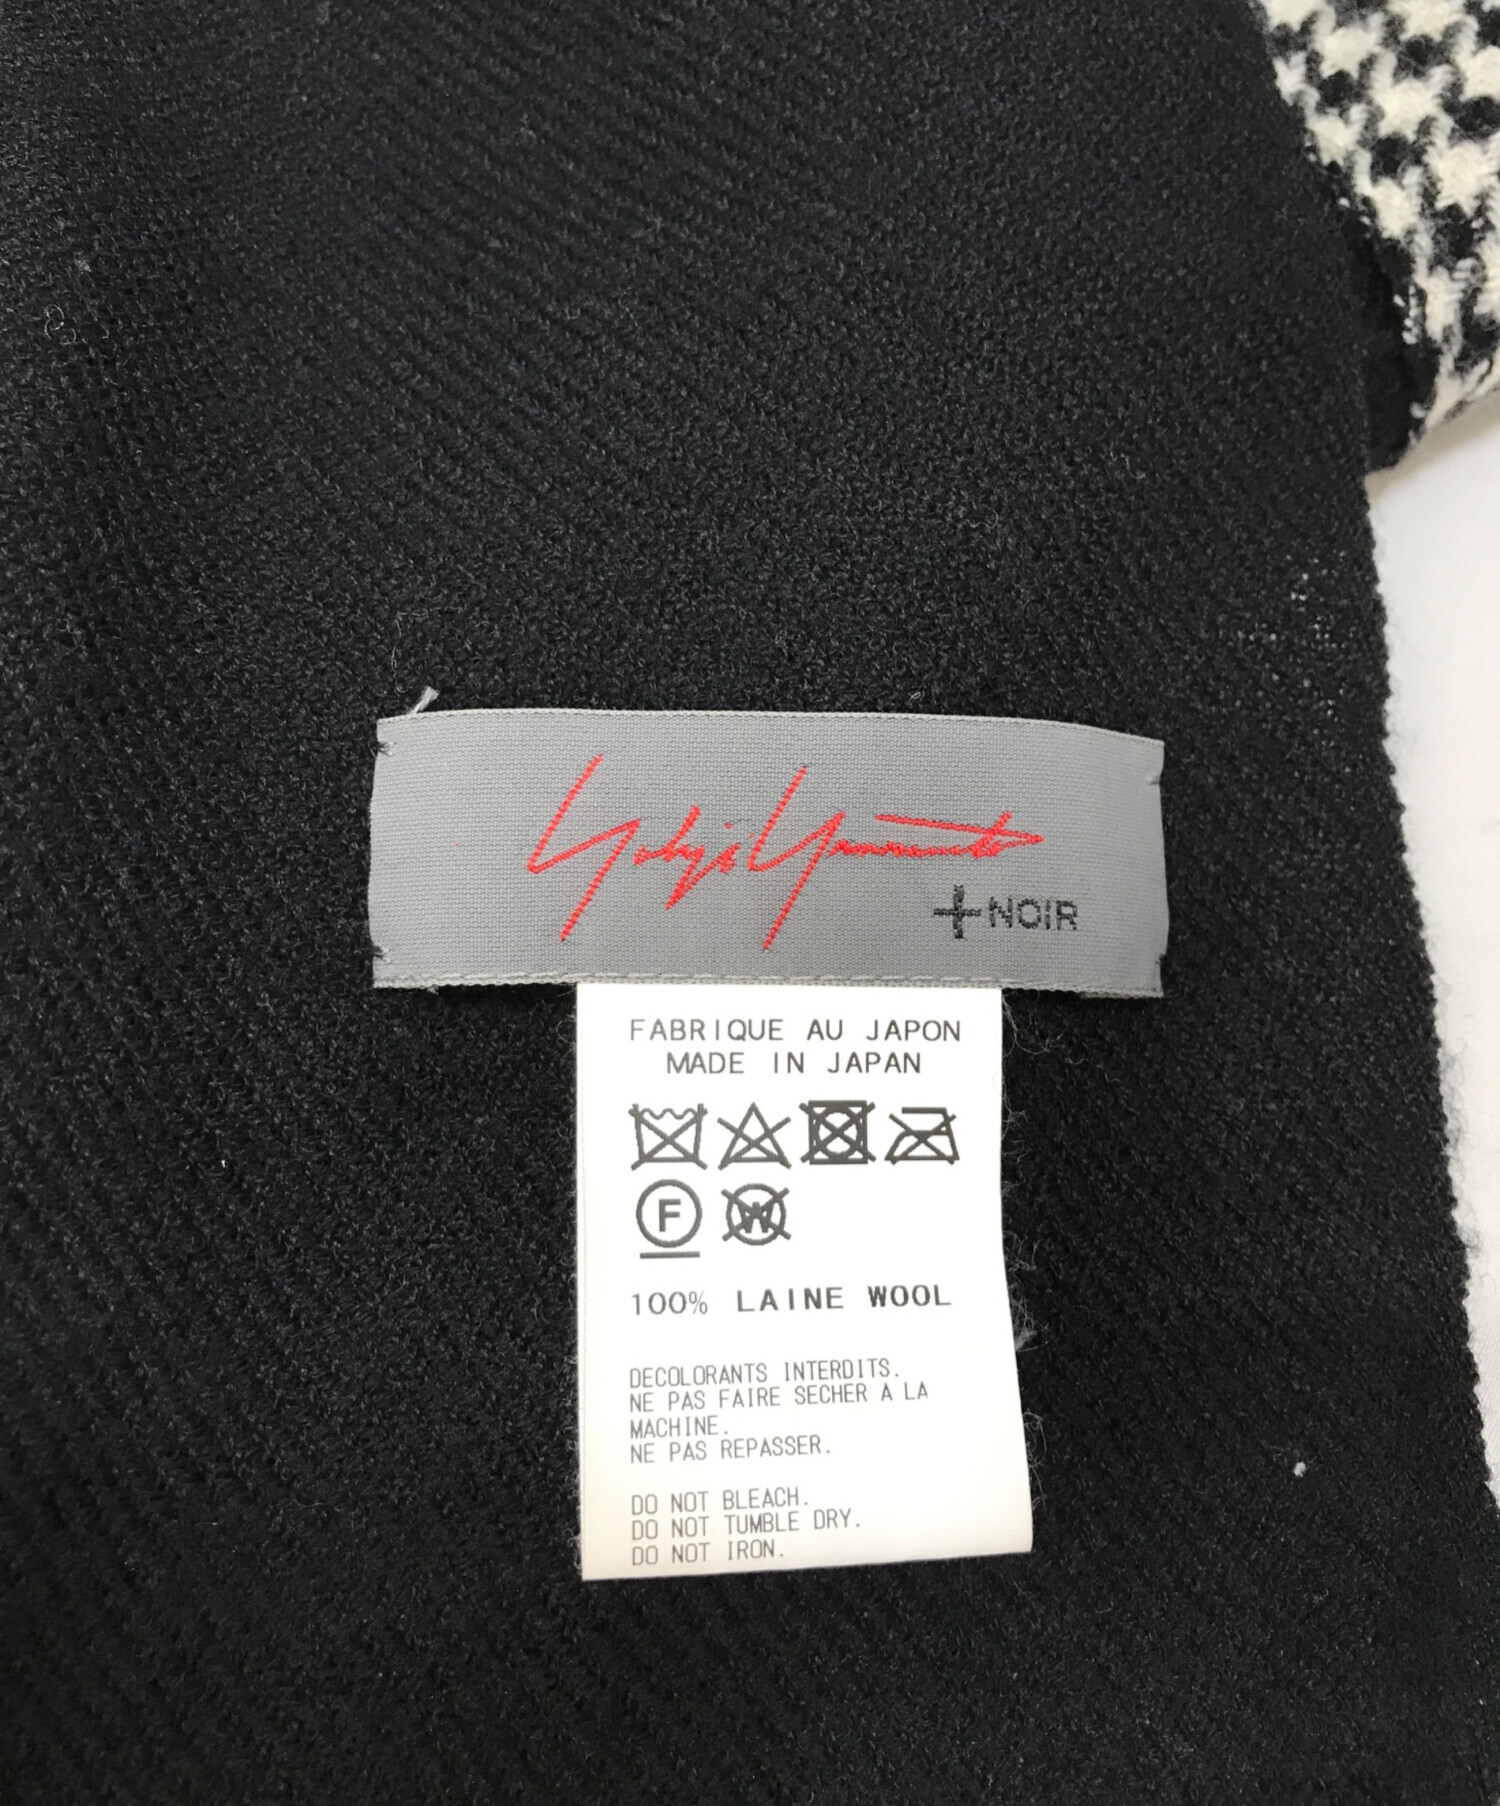 Yohji Yamamoto
+NOIR
FABRIQUE AU JAPON
MADE IN JAPAN
F W
100% LAINE WOOL
DECOLORANTS INTERDITS.
NE PAS FAIRE SECHER A LA
MACHINE.
NE PAS REPASSER.
DO NOT BLEACH.
DO NOT TUMBLE DRY.
DO NOT IRON.